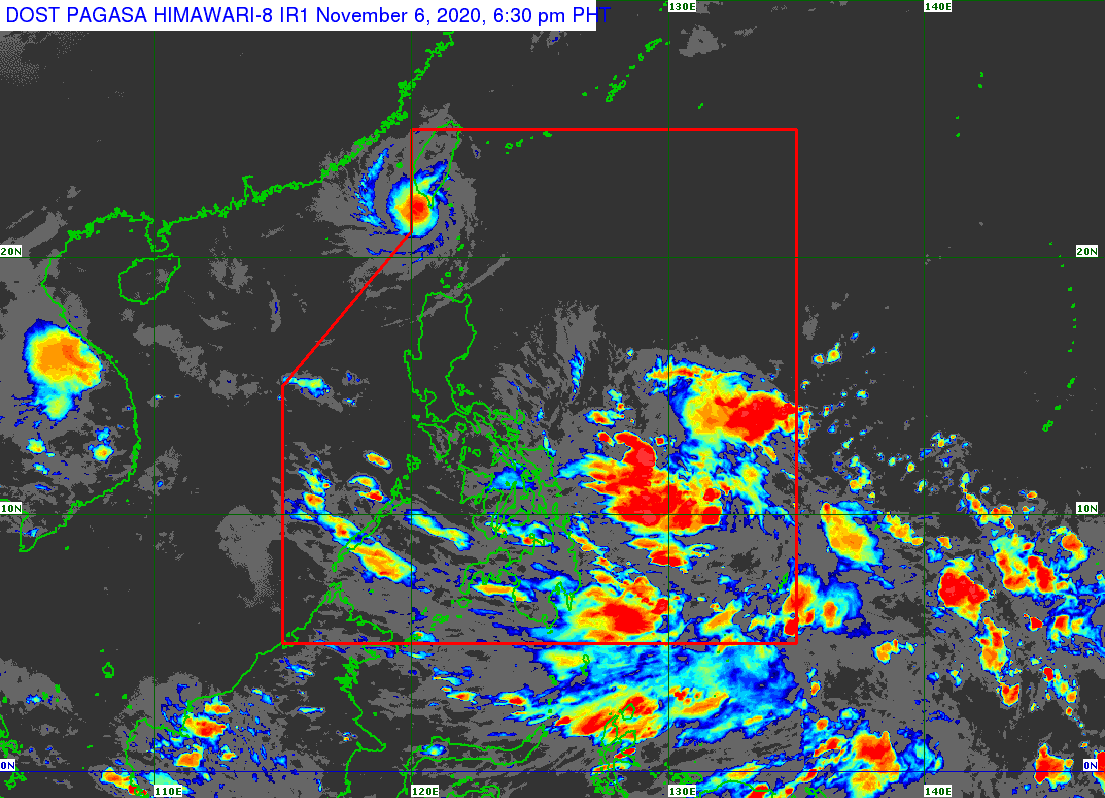 DOST PAGASA HIMAWARI-8 IR1 November 6, 2020, 6:30 pm PHT
130E 140E
20N 20N
10N 10N
0N 0N
110E 120E 130E 140E